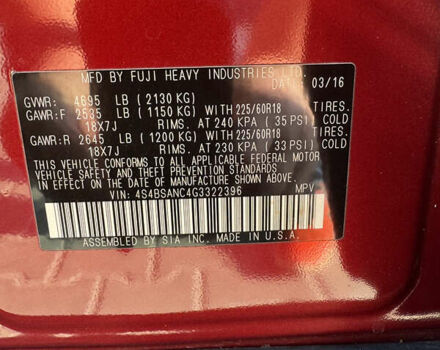 MFD BY FUJI HEAVY INDUSTRIES LTD.
DATE: 03/16
GVWR: 4695 LB (2130 KG)
GAWR:F 2535 LB (1150 KG) WITH 225/60R18 TIRES.
18X7J RIMS. AT 240 KPA (35 PSI) COLD
GAWR:R 2645 LB (1200 KG) WITH 225/60R18 TIRES.
18X7J RIMS. AT 230 KPA (33 PSI) COLD
THIS VEHICLE CONFORMS TO ALL APPLICABLE FEDERAL MOTOR
VEHICLE SAFETY AND THEFT PREVENTION STANDARDS
IN EFFECT ON THE DATE OF MANUFACTURE SHOWN ABOVE.
VIN: 4S4BSANC4G3322396 MPV
ASSEMBLED BY SIA INC. MADE IN U.S.A.